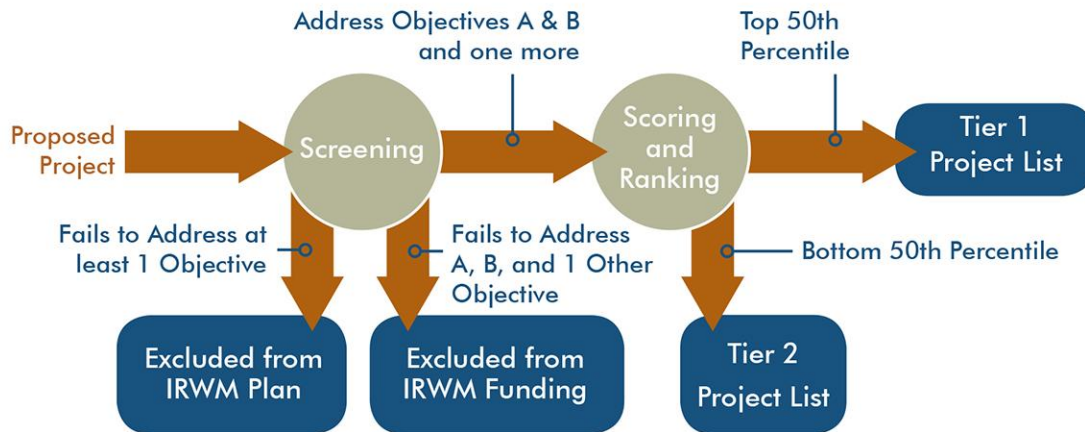 Address Objectives A & B
and one more
Top 50th
Percentile
Proposed
Project
Screening
Scoring
and
Ranking
Tier 1
Project List
Fails to Address at
least 1 Objective
Fails to Address
A, B, and 1 Other
Objective
Bottom 50th Percentile
Excluded from
IRWM Plan
Excluded from
IRWM Funding
Tier 2
Project List